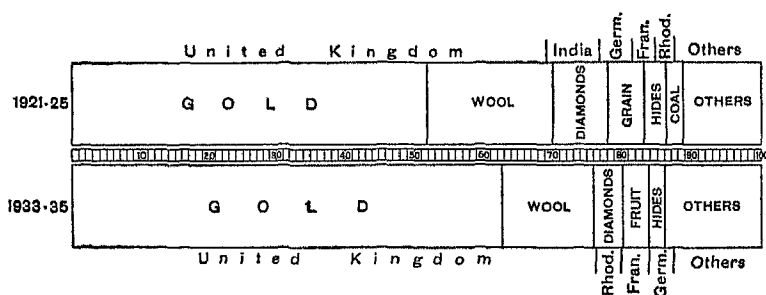 United Kingdom India Germ. Fran. Rhod. Others
1921-25 GOLD WOOL DIAMONDS GRAIN HIDES COAL OTHERS
10 20 30 40 50 60 70 80 90 100
1933-35 GOLD WOOL DIAMONDS FRUIT HIDES OTHERS
United Kingdom Rhod. Fran. Germ. Others